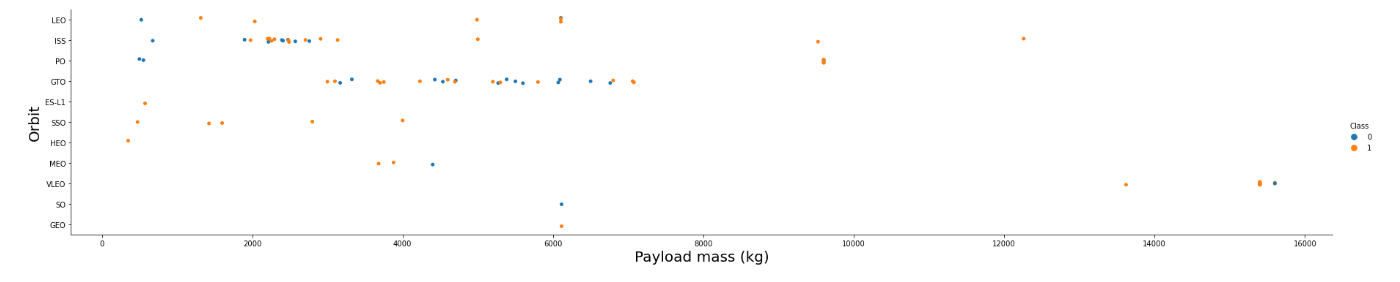 LEO
ISS
PO
GTO
ES-L1
SSO
HEO
MEO
VLEO
SO
GEO
Orbit
0 2000 4000 6000 8000 10000 12000 14000 16000
Payload mass (kg)
Class
0
1